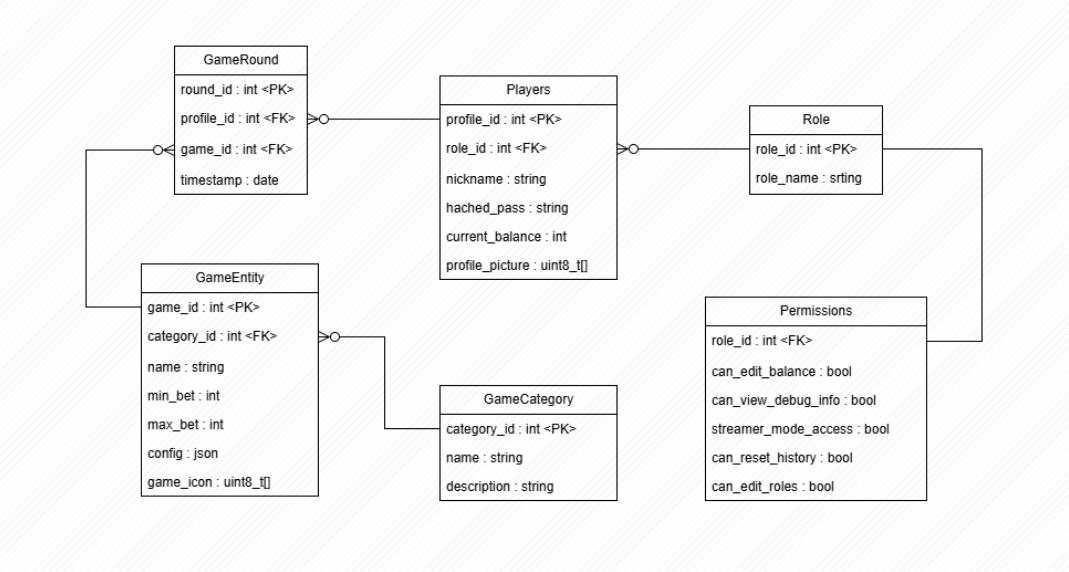 GameRound
round_id : int <PK>
profile_id : int <FK>
game_id : int <FK>
timestamp : date
Players
profile_id : int <PK>
role_id : int <FK>
nickname : string
hached_pass : string
current_balance : int
profile_picture : uint8_t[]
Role
role_id : int <PK>
role_name : srting
GameEntity
game_id : int <PK>
category_id : int <FK>
name : string
min_bet : int
max_bet : int
config : json
game_icon : uint8_t[]
GameCategory
category_id : int <PK>
name : string
description : string
Permissions
role_id : int <FK>
can_edit_balance : bool
can_view_debug_info : bool
streamer_mode_access : bool
can_reset_history : bool
can_edit_roles : bool